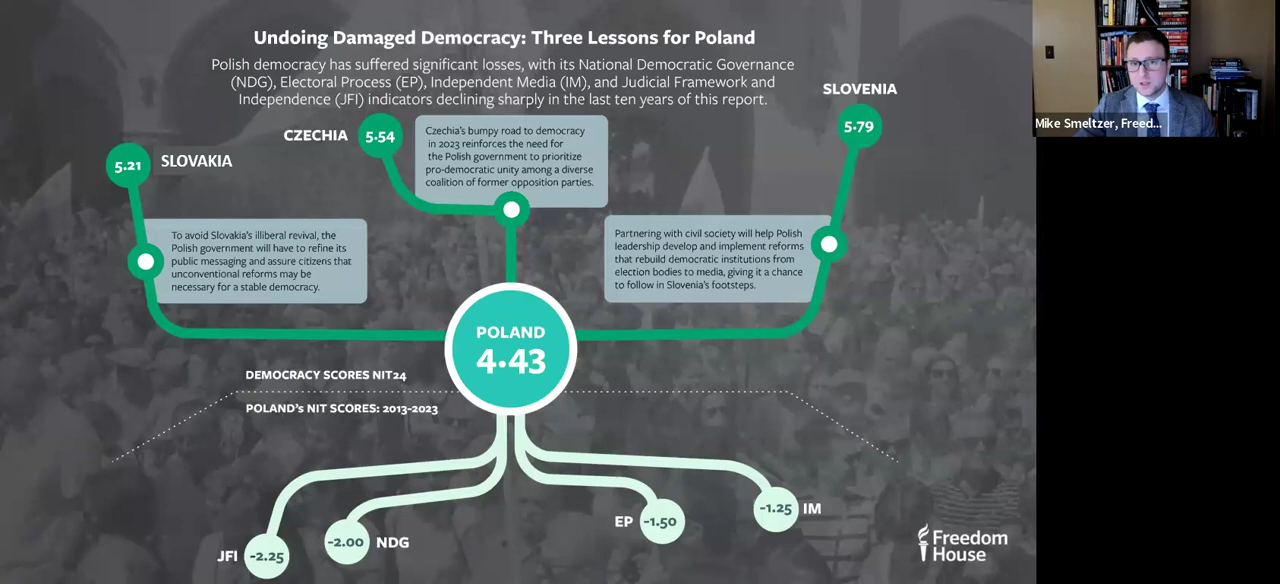 Undoing Damaged Democracy: Three Lessons for Poland
Polish democracy has suffered significant losses, with its National Democratic Governance
(NDG), Electoral Process (EP), Independent Media (IM), and Judicial Framework and
Independence (JFI) indicators declining sharply in the last ten years of this report.
SLOVENIA
5.79
CZECHIA
5.54
Czechia's bumpy road to democracy
in 2023 reinforces the need for
the Polish government to prioritize
pro-democratic unity among a diverse
coalition of former opposition parties.
5.21
SLOVAKIA
To avoid Slovakia's illiberal revival, the
Polish government will have to refine its
public messaging and assure citizens that
unconventional reforms may be
necessary for a stable democracy.
Partnering with civil society will help Polish
leadership develop and implement reforms
that rebuild democratic institutions from
election bodies to media, giving it a chance
to follow in Slovenia's footsteps.
POLAND
4.43
DEMOCRACY SCORES NIT24
POLAND's NIT SCORES: 2013-2023
JFI
-2.25
-2.00
NDG
EP
-1.50
-1.25
IM
Freedom
House
Mike Smeltzer, Freed...